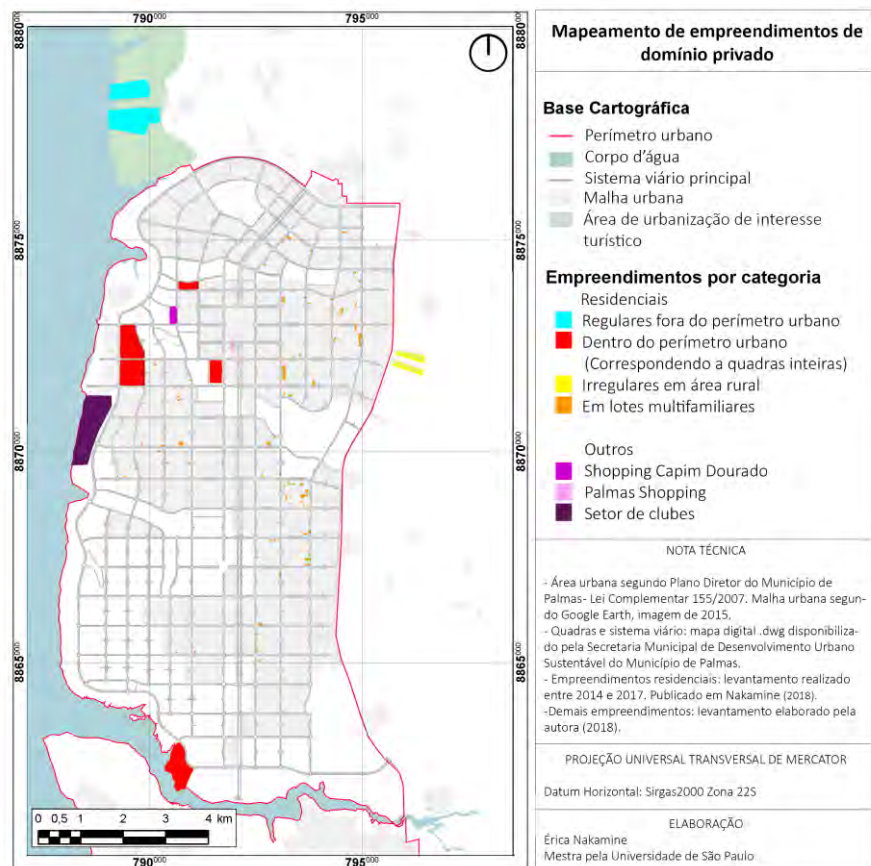 790⁰⁰⁰ 795⁰⁰⁰
8880⁰⁰⁰
8875⁰⁰⁰
8870⁰⁰⁰
8865⁰⁰⁰
0 0,5 1 2 3 4 km
790⁰⁰⁰ 795⁰⁰⁰
Mapeamento de empreendimentos de
domínio privado
Base Cartográfica
Perímetro urbano
Corpo d'água
Sistema viário principal
Malha urbana
Área de urbanização de interesse
turístico
Empreendimentos por categoria
Residenciais
Regulares fora do perímetro urbano
Dentro do perímetro urbano
(Correspondendo a quadras inteiras)
Irregulares em área rural
Em lotes multifamiliares
Outros
Shopping Capim Dourado
Palmas Shopping
Setor de clubes
NOTA TÉCNICA
- Área urbana segundo Plano Diretor do Município de
Palmas- Lei Complementar 155/2007. Malha urbana segun-
do Google Earth, imagem de 2015.
- Quadras e sistema viário: mapa digital .dwg disponibiliza-
do pela Secretaria Municipal de Desenvolvimento Urbano
Sustentável do Município de Palmas.
- Empreendimentos residenciais: levantamento realizado
entre 2014 e 2017. Publicado em Nakamine (2018).
-Demais empreendimentos: levantamento elaborado pela
autora (2018).
PROJEÇÃO UNIVERSAL TRANSVERSAL DE MERCATOR
Datum Horizontal: Sirgas2000 Zona 22S
ELABORAÇÃO
Érica Nakamine
Mestra pela Universidade de São Paulo